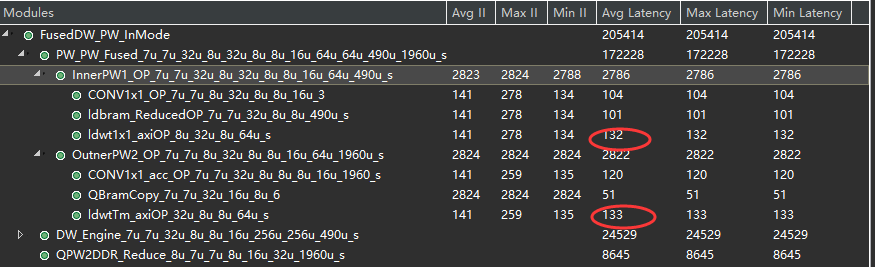 Modules Avg II Max II Min II Avg Latency Max Latency Min Latency
FusedDW_PW_InMode 205414 205414 205414
PW_PW_Fused_7u_7u_32u_8u_32u_8u_8u_16u_64u_64u_490u_1960u_s 172228 172228 172228
InnerPW1_OP_7u_7u_32u_8u_32u_8u_8u_16u_64u_490u_s 2823 2824 2788 2786 2786 2786
CONV1x1_OP_7u_7u_8u_32u_8u_8u_16u_3 141 278 134 104 104 104
ldbram_ReducedOP_7u_7u_32u_8u_8u_490u_s 141 278 134 101 101 101
ldwt1x1_axiOP_8u_32u_8u_64u_s 141 278 134 132 132 132
OutnerPW2_OP_7u_7u_8u_32u_8u_8u_16u_64u_1960u_s 2824 2824 2824 2822 2822 2822
CONV1x1_acc_OP_7u_7u_32u_8u_8u_8u_16u_1960_s 141 259 135 120 120 120
QBramCopy_7u_7u_32u_16u_8u_6 2824 2824 2824 51 51 51
ldwtTm_axiOP_32u_8u_8u_64u_s 141 259 135 133 133 133
DW_Engine_7u_7u_32u_8u_8u_16u_256u_256u_490u_s 24529 24529 24529
QPW2DDR_Reduce_8u_7u_7u_8u_16u_32u_1960u_s 8645 8645 8645